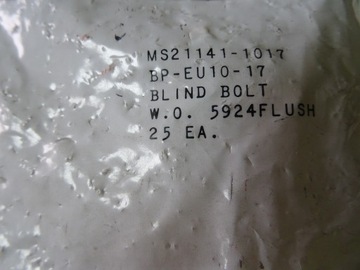 MS21141-1017
BP-EU10-17
BLIND BOLT
W.O. 5924FLUSH
25 EA.